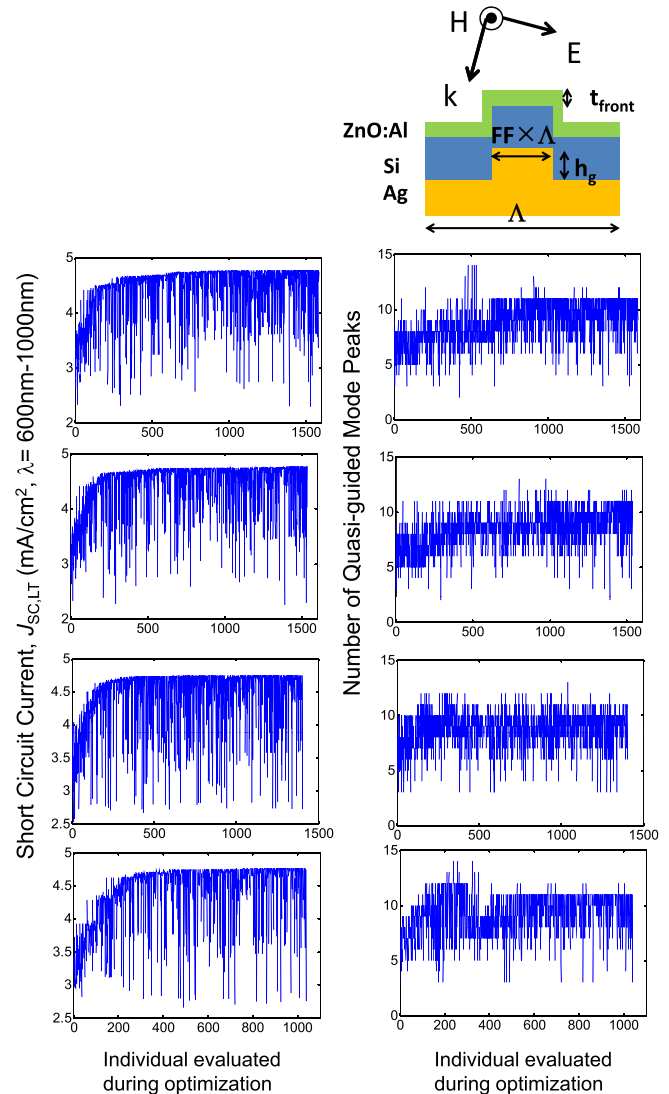 H
E
k
t_front
ZnO:Al
FF × Λ
Si
h_g
Ag
Λ
Short Circuit Current, J_SC,LT (mA/cm², λ= 600nm-1000nm)
5
4
3
2
0 500 1000 1500
Number of Quasi-guided Mode Peaks
15
10
5
0
0 500 1000 1500
5
4
3
2
0 500 1000 1500
15
10
5
0
0 500 1000 1500
5
4.5
4
3.5
3
2.5
0 500 1000 1500
15
10
5
0
0 500 1000 1500
5
4.5
4
3.5
3
2.5
0 200 400 600 800 1000
15
10
5
0
0 200 400 600 800 1000
Individual evaluated
during optimization
Individual evaluated
during optimization